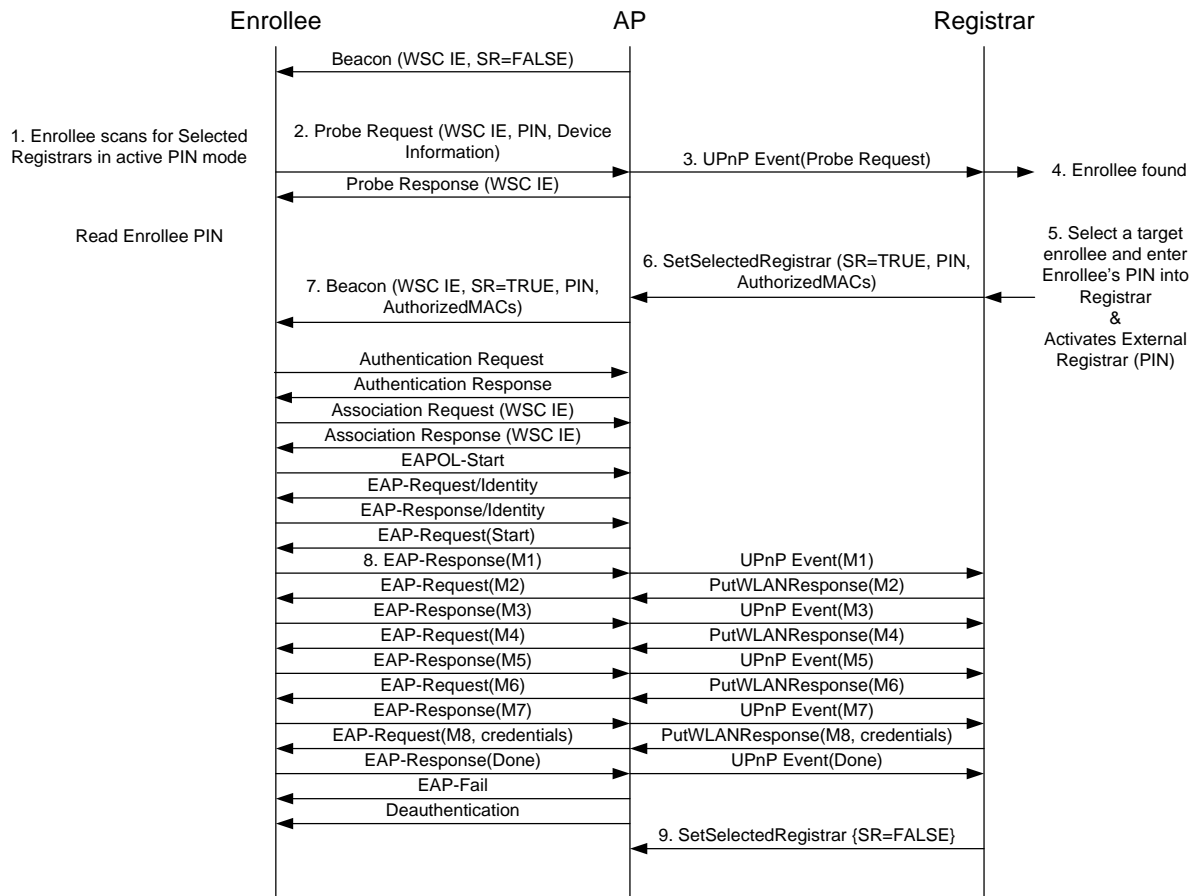 Enrollee
AP
Registrar
Beacon (WSC IE, SR=FALSE)
1. Enrollee scans for Selected
Registrars in active PIN mode
2. Probe Request (WSC IE, PIN, Device
Information)
3. UPnP Event(Probe Request)
4. Enrollee found
Probe Response (WSC IE)
Read Enrollee PIN
5. Select a target
enrollee and enter
Enrollee's PIN into
Registrar
&
Activates External
Registrar (PIN)
6. SetSelectedRegistrar (SR=TRUE, PIN,
AuthorizedMACs)
7. Beacon (WSC IE, SR=TRUE, PIN,
AuthorizedMACs)
Authentication Request
Authentication Response
Association Request (WSC IE)
Association Response (WSC IE)
EAPOL-Start
EAP-Request/Identity
EAP-Response/Identity
EAP-Request(Start)
8. EAP-Response(M1)
UPnP Event(M1)
EAP-Request(M2)
PutWLANResponse(M2)
EAP-Response(M3)
UPnP Event(M3)
EAP-Request(M4)
PutWLANResponse(M4)
EAP-Response(M5)
UPnP Event(M5)
EAP-Request(M6)
PutWLANResponse(M6)
EAP-Response(M7)
UPnP Event(M7)
EAP-Request(M8, credentials)
PutWLANResponse(M8, credentials)
EAP-Response(Done)
UPnP Event(Done)
EAP-Fail
Deauthentication
9. SetSelectedRegistrar {SR=FALSE}